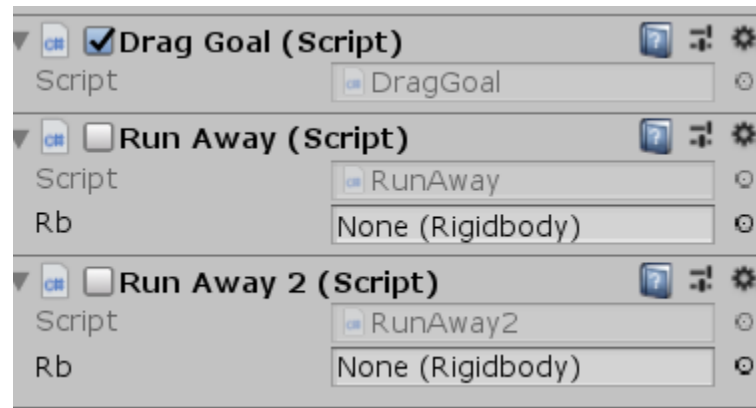 Drag Goal (Script)
Script DragGoal
Run Away (Script)
Script RunAway
Rb None (Rigidbody)
Run Away 2 (Script)
Script RunAway2
Rb None (Rigidbody)